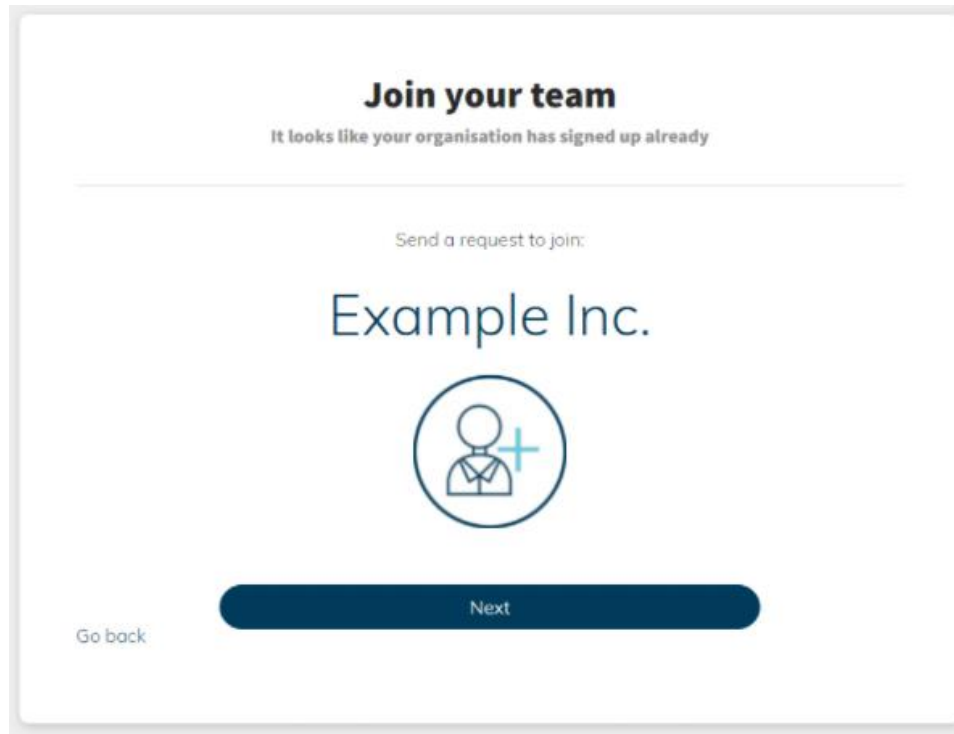 Join your team
It looks like your organisation has signed up already
Send a request to join:
Example Inc.
Next
Go back